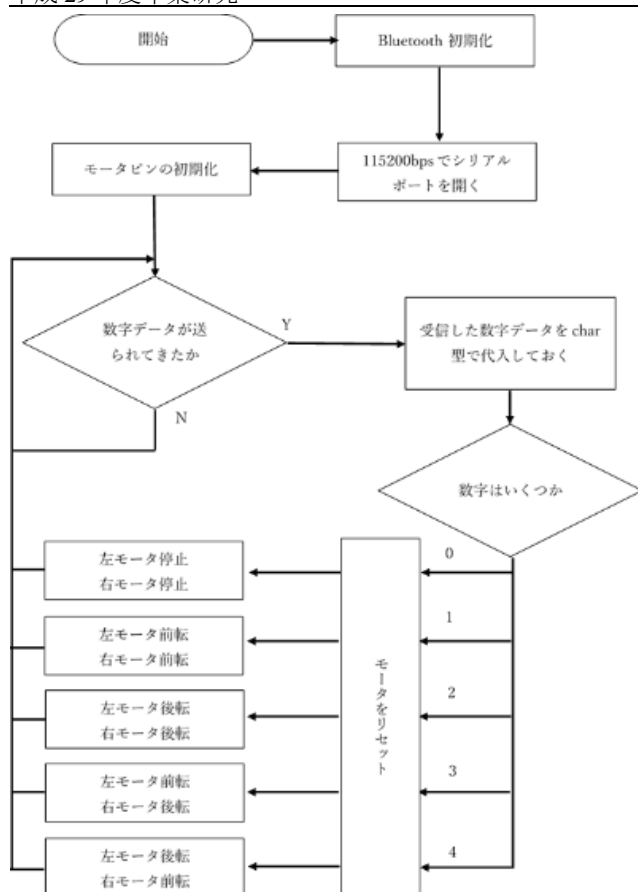 開始
Bluetooth 初期化
115200bps でシリアル
ポートを開く
モータピンの初期化
数字データが送
られてきたか
Y
N
受信した数字データを char
型で代入しておく
数字はいくつか
0
1
2
3
4
モータをリセット
左モータ停止
右モータ停止
左モータ前転
右モータ前転
左モータ後転
右モータ後転
左モータ前転
右モータ後転
左モータ後転
右モータ前転